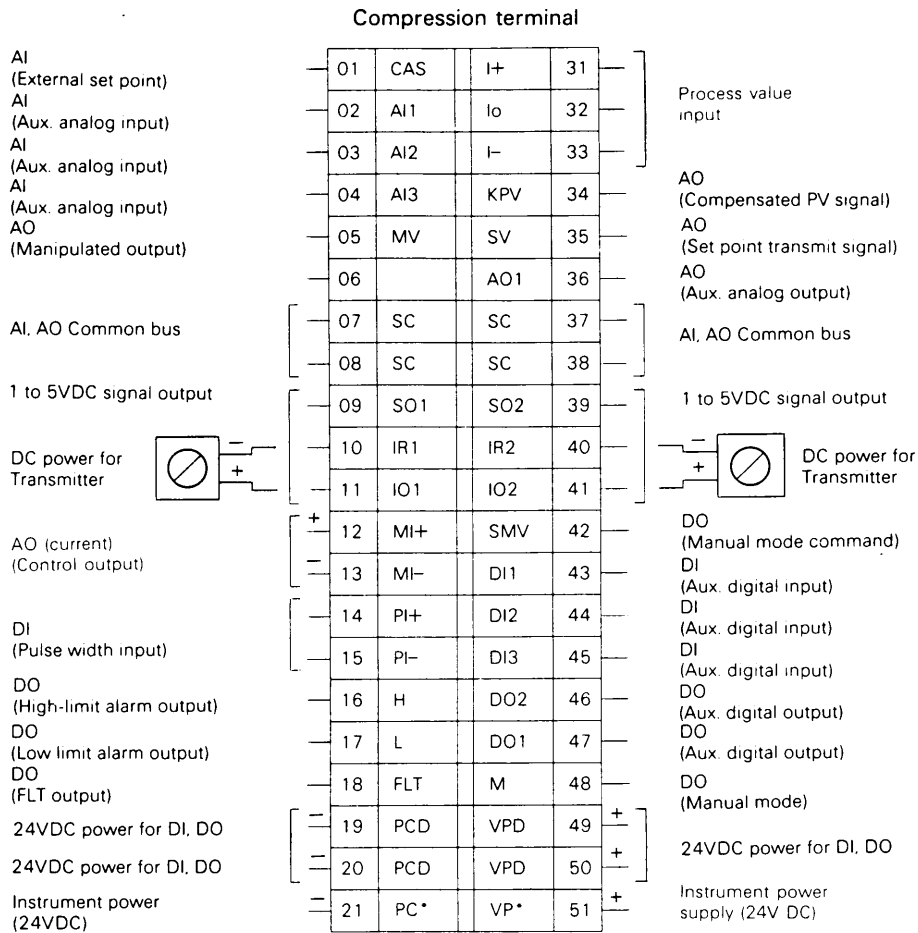 Compression terminal
AI
(External set point)
AI
(Aux. analog input)
AI
(Aux. analog input)
AI
(Aux. analog input)
AO
(Manipulated output)
AI, AO Common bus
1 to 5VDC signal output
DC power for
Transmitter
- 
+
AO (current)
(Control output)
DI
(Pulse width input)
DO
(High-limit alarm output)
DO
(Low limit alarm output)
DO
(FLT output)
24VDC power for DI, DO
24VDC power for DI, DO
Instrument power
(24VDC)
01 CAS I+ 31
02 AI1 Io 32
03 AI2 I– 33
04 AI3 KPV 34
05 MV SV 35
06 AO1 36
07 SC SC 37
08 SC SC 38
09 SO1 SO2 39
10 IR1 IR2 40
11 IO1 IO2 41
+ 12 MI+ SMV 42
– 13 MI– DI1 43
14 PI+ DI2 44
15 PI– DI3 45
16 H DO2 46
17 L DO1 47
18 FLT M 48
– 19 PCD VPD 49 +
– 20 PCD VPD 50 +
– 21 PC* VP* 51 +
Process value
input
AO
(Compensated PV signal)
AO
(Set point transmit signal)
AO
(Aux. analog output)
AI, AO Common bus
1 to 5VDC signal output
–
+
DC power for
Transmitter
DO
(Manual mode command)
DI
(Aux. digital input)
DI
(Aux. digital input)
DI
(Aux. digital input)
DO
(Aux. digital output)
DO
(Aux. digital output)
DO
(Manual mode)
24VDC power for DI, DO
Instrument power
supply (24V DC)